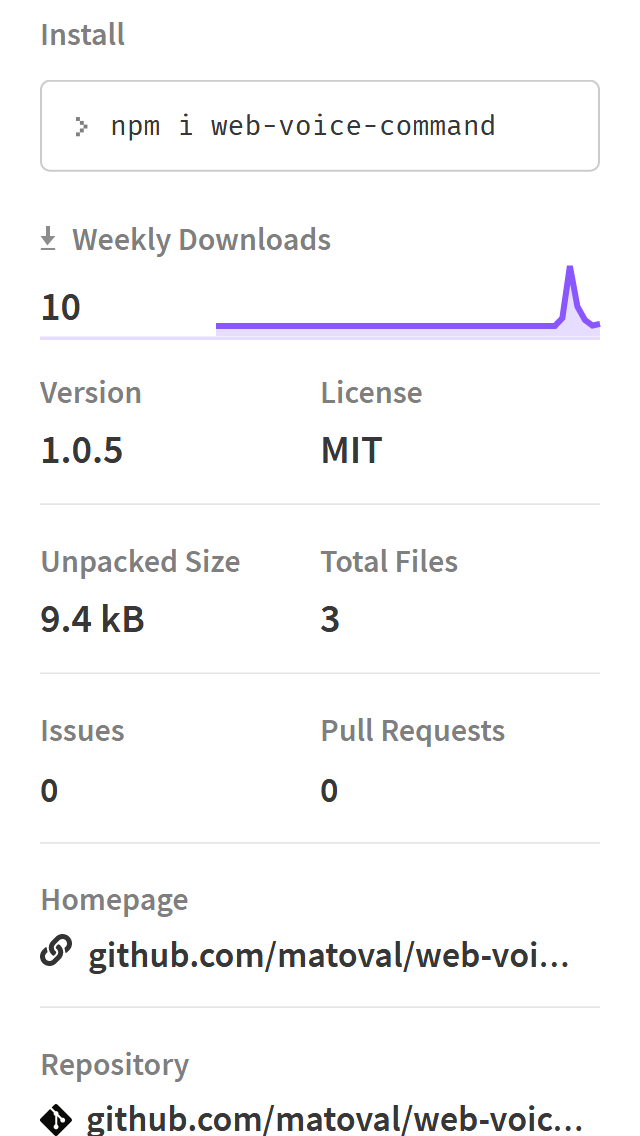 Install
npm i web-voice-command
Weekly Downloads
10
Version
License
1.0.5
MIT
Unpacked Size
Total Files
9.4 kB
3
Issues
Pull Requests
0
0
Homepage
github.com/matoval/web-voi...
Repository
github.com/matoval/web-voic...